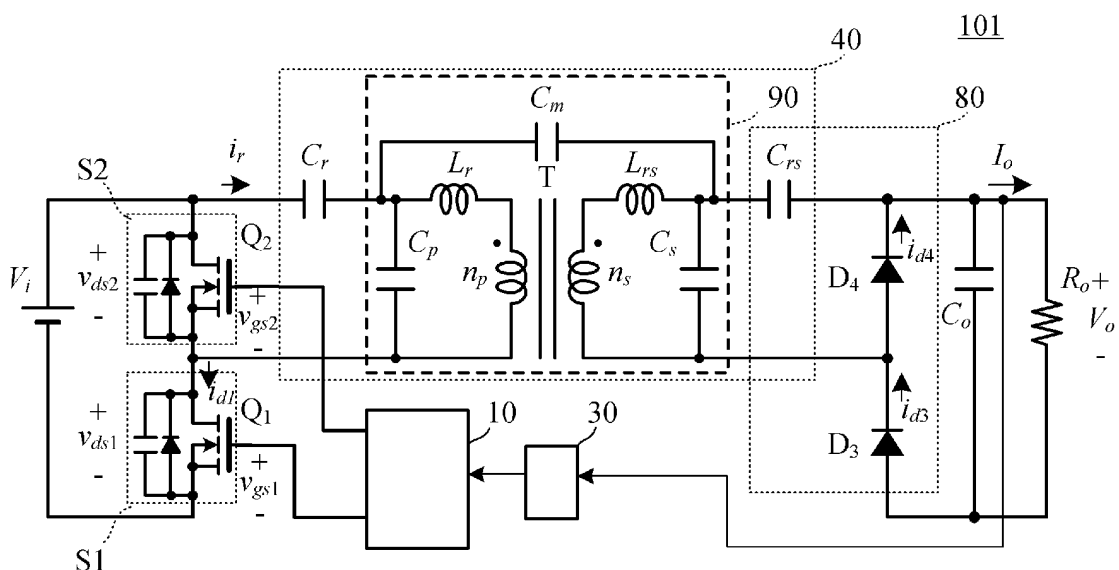 101
40
C_m
90
80
i_r
C_r
L_r
T
L_rs
C_rs
I_o
S2
Q_2
C_p
n_p
n_s
C_s
i_d4
+
v_ds2
-
V_i
+
v_gs2
-
D_4
C_o
R_o
+
V_o
-
i_d1
S1
Q_1
+
v_ds1
-
+
v_gs1
-
10
30
i_d3
D_3